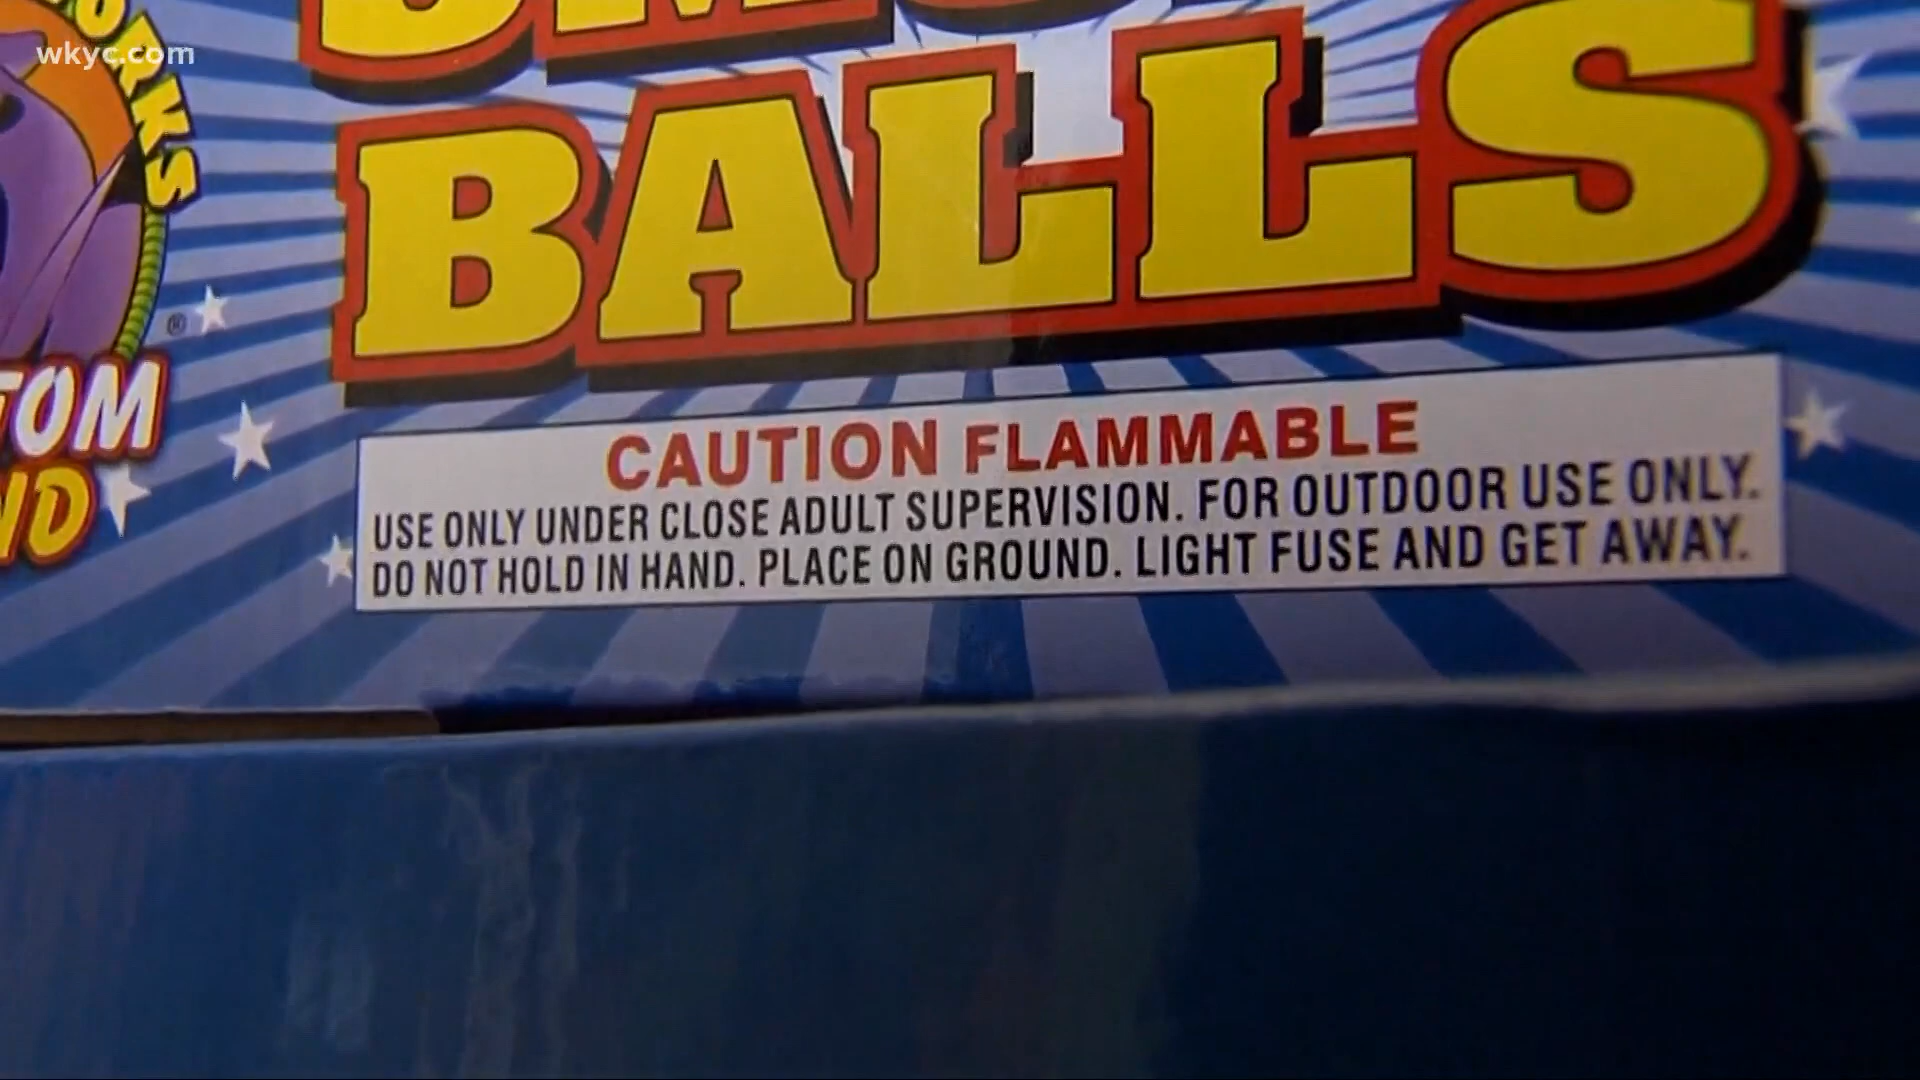 wkyc.com
BALLS
®
CAUTION FLAMMABLE
USE ONLY UNDER CLOSE ADULT SUPERVISION. FOR OUTDOOR USE ONLY.
DO NOT HOLD IN HAND. PLACE ON GROUND. LIGHT FUSE AND GET AWAY.